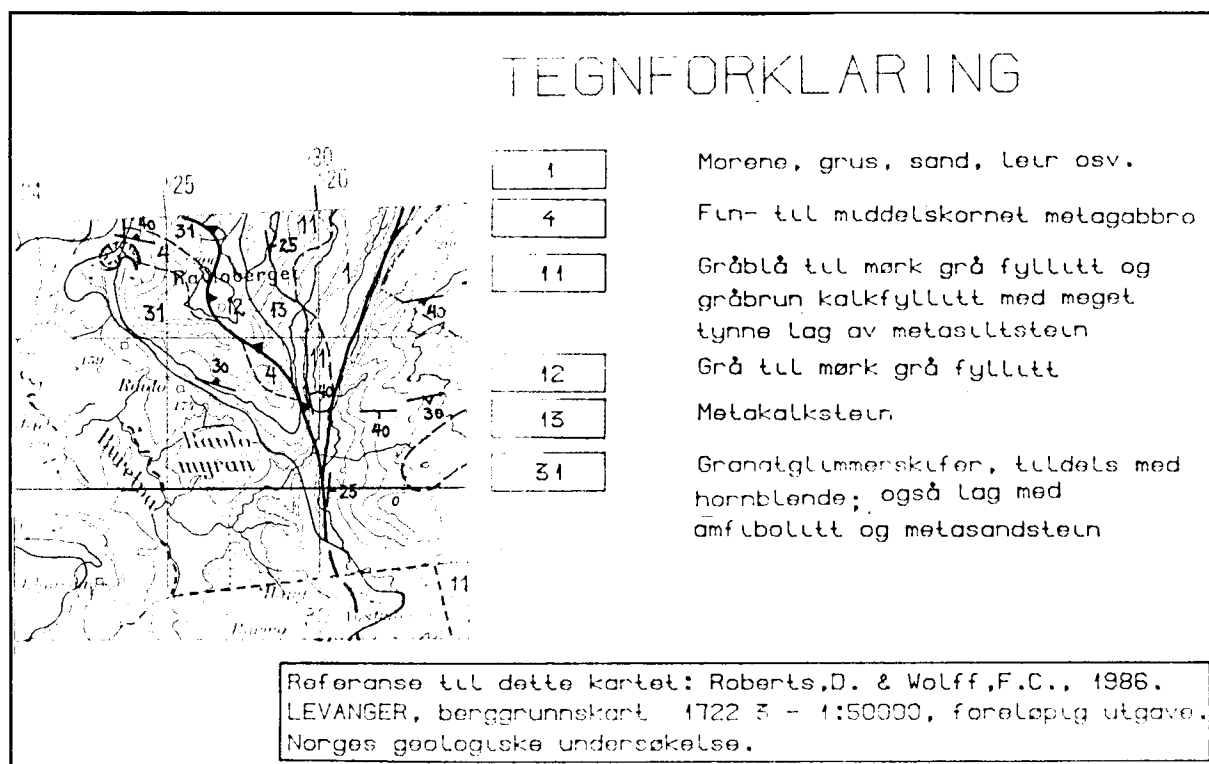 TEGNFORKLARING
1 Morene, grus, sand, leir osv.
4 Fin- til middelskornet metagabbro
11 Gråblå til mørk grå fyllitt og
gråbrun kalkfyllitt med meget
tynne lag av metasiltstein
12 Grå til mørk grå fyllitt
13 Metakalkstein
31 Granatglimmerskifer, tildels med
hornblende; også lag med
amfibolitt og metasandstein
24 25 30
26
40 31 11
4 25 1
31 12 13 40
30 4 11 40
40 30
25 0
11
Referanse til dette kartet: Roberts,D. & Wolff,F.C., 1986.
LEVANGER, berggrunnskart 1722 3 - 1:50000, foreløpig utgave.
Norges geologiske undersøkelse.